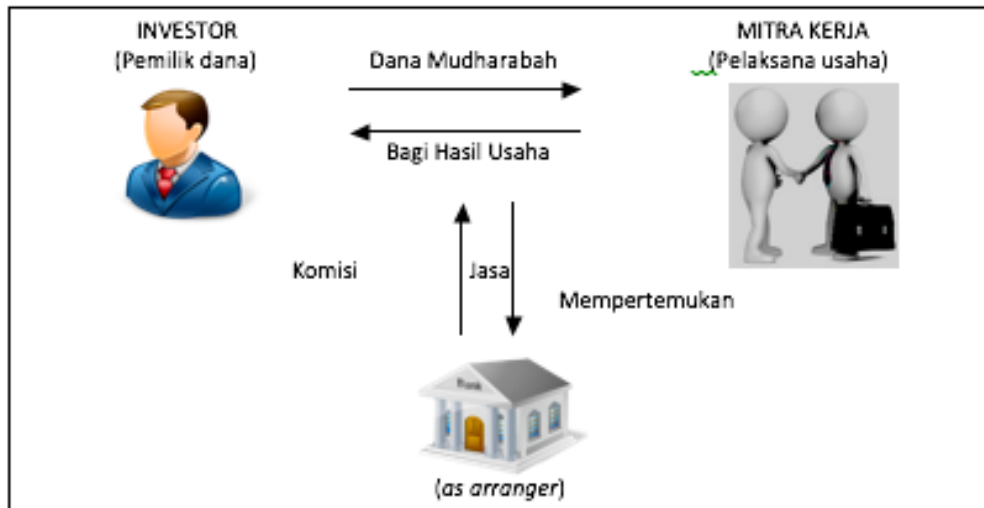 INVESTOR
(Pemilik dana)
MITRA KERJA
(Pelaksana usaha)
Dana Mudharabah
Bagi Hasil Usaha
Komisi
Jasa
Mempertemukan
Bank
(as arranger)